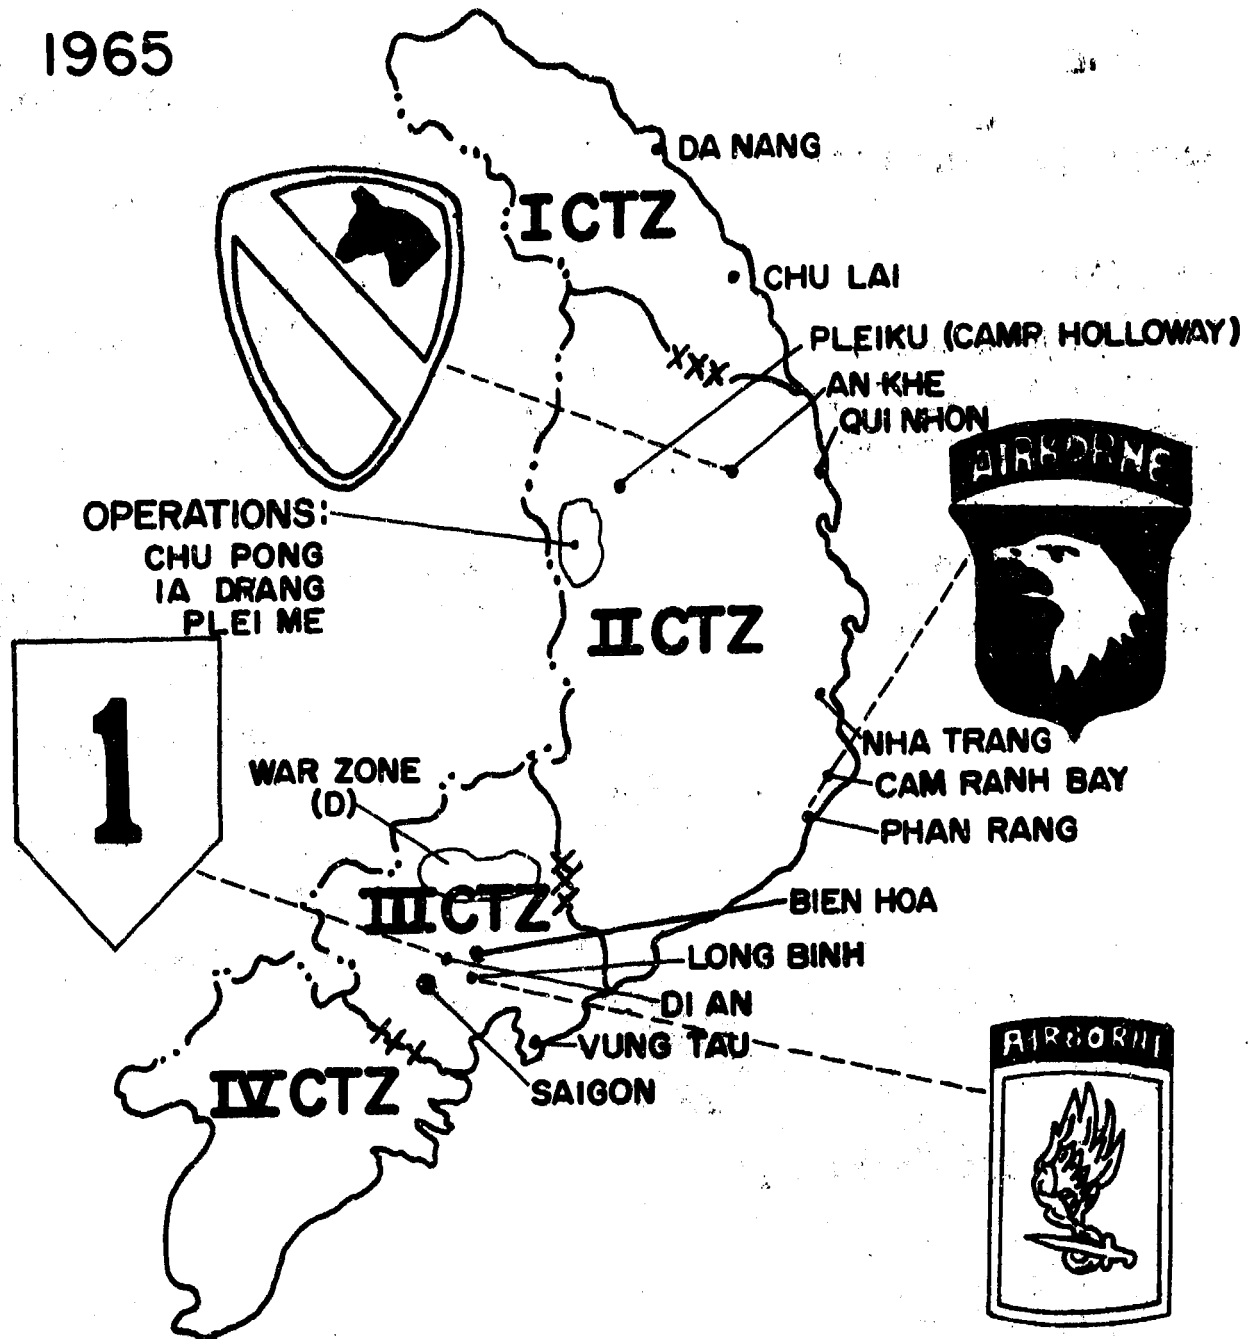 1965
DA NANG
I CTZ
CHU LAI
PLEIKU (CAMP HOLLOWAY)
AN KHE
QUI NHON
AIRBORNE
OPERATIONS:
CHU PONG
IA DRANG
PLEI ME
II CTZ
1
NHA TRANG
WAR ZONE
(D)
CAM RANH BAY
PHAN RANG
III CTZ
BIEN HOA
LONG BINH
DI AN
VUNG TAU
SAIGON
IV CTZ
AIRBORNE